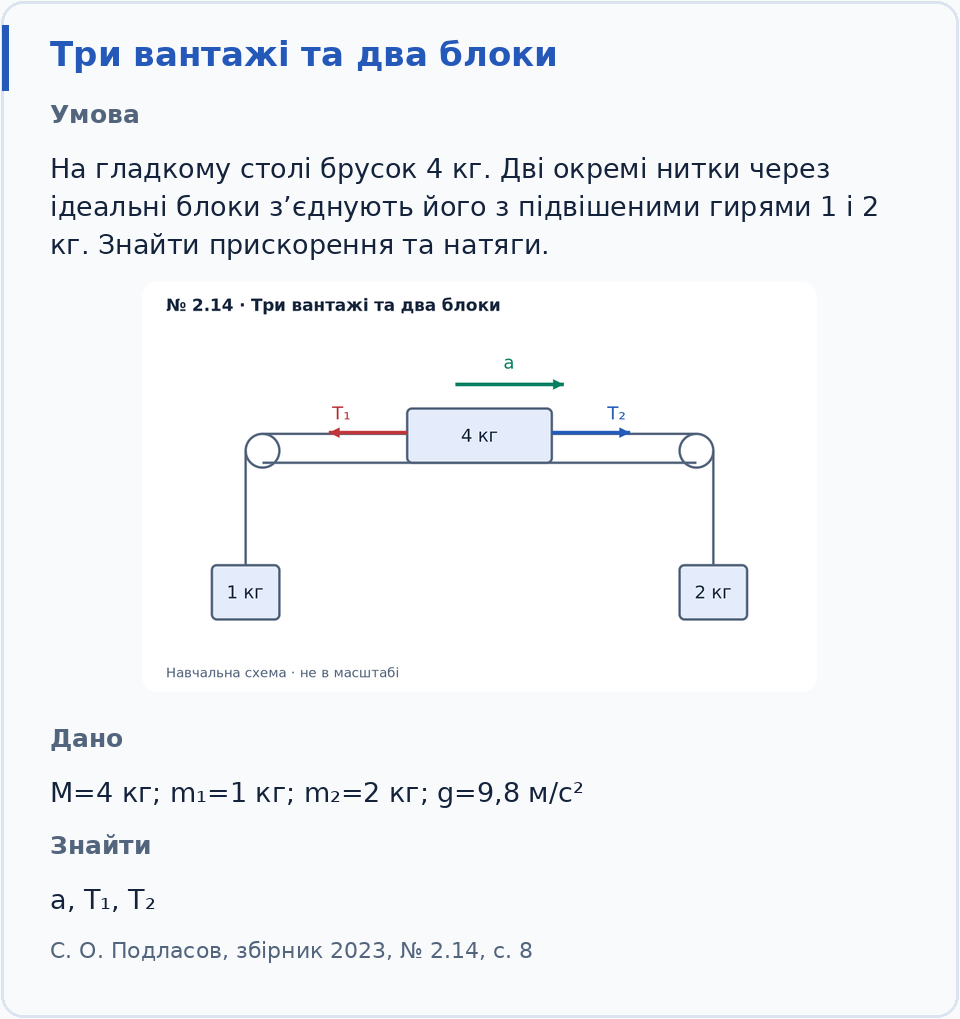 Три вантажі та два блоки
Умова
На гладкому столі брусок 4 кг. Дві окремі нитки через
ідеальні блоки з’єднують його з підвішеними гирями 1 і 2
кг. Знайти прискорення та натяги.
№ 2.14 · Три вантажі та два блоки
a
T₁
T₂
4 кг
1 кг
2 кг
Навчальна схема · не в масштабі
Дано
M=4 кг; m₁=1 кг; m₂=2 кг; g=9,8 м/с²
Знайти
a, T₁, T₂
С. О. Подласов, збірник 2023, № 2.14, с. 8